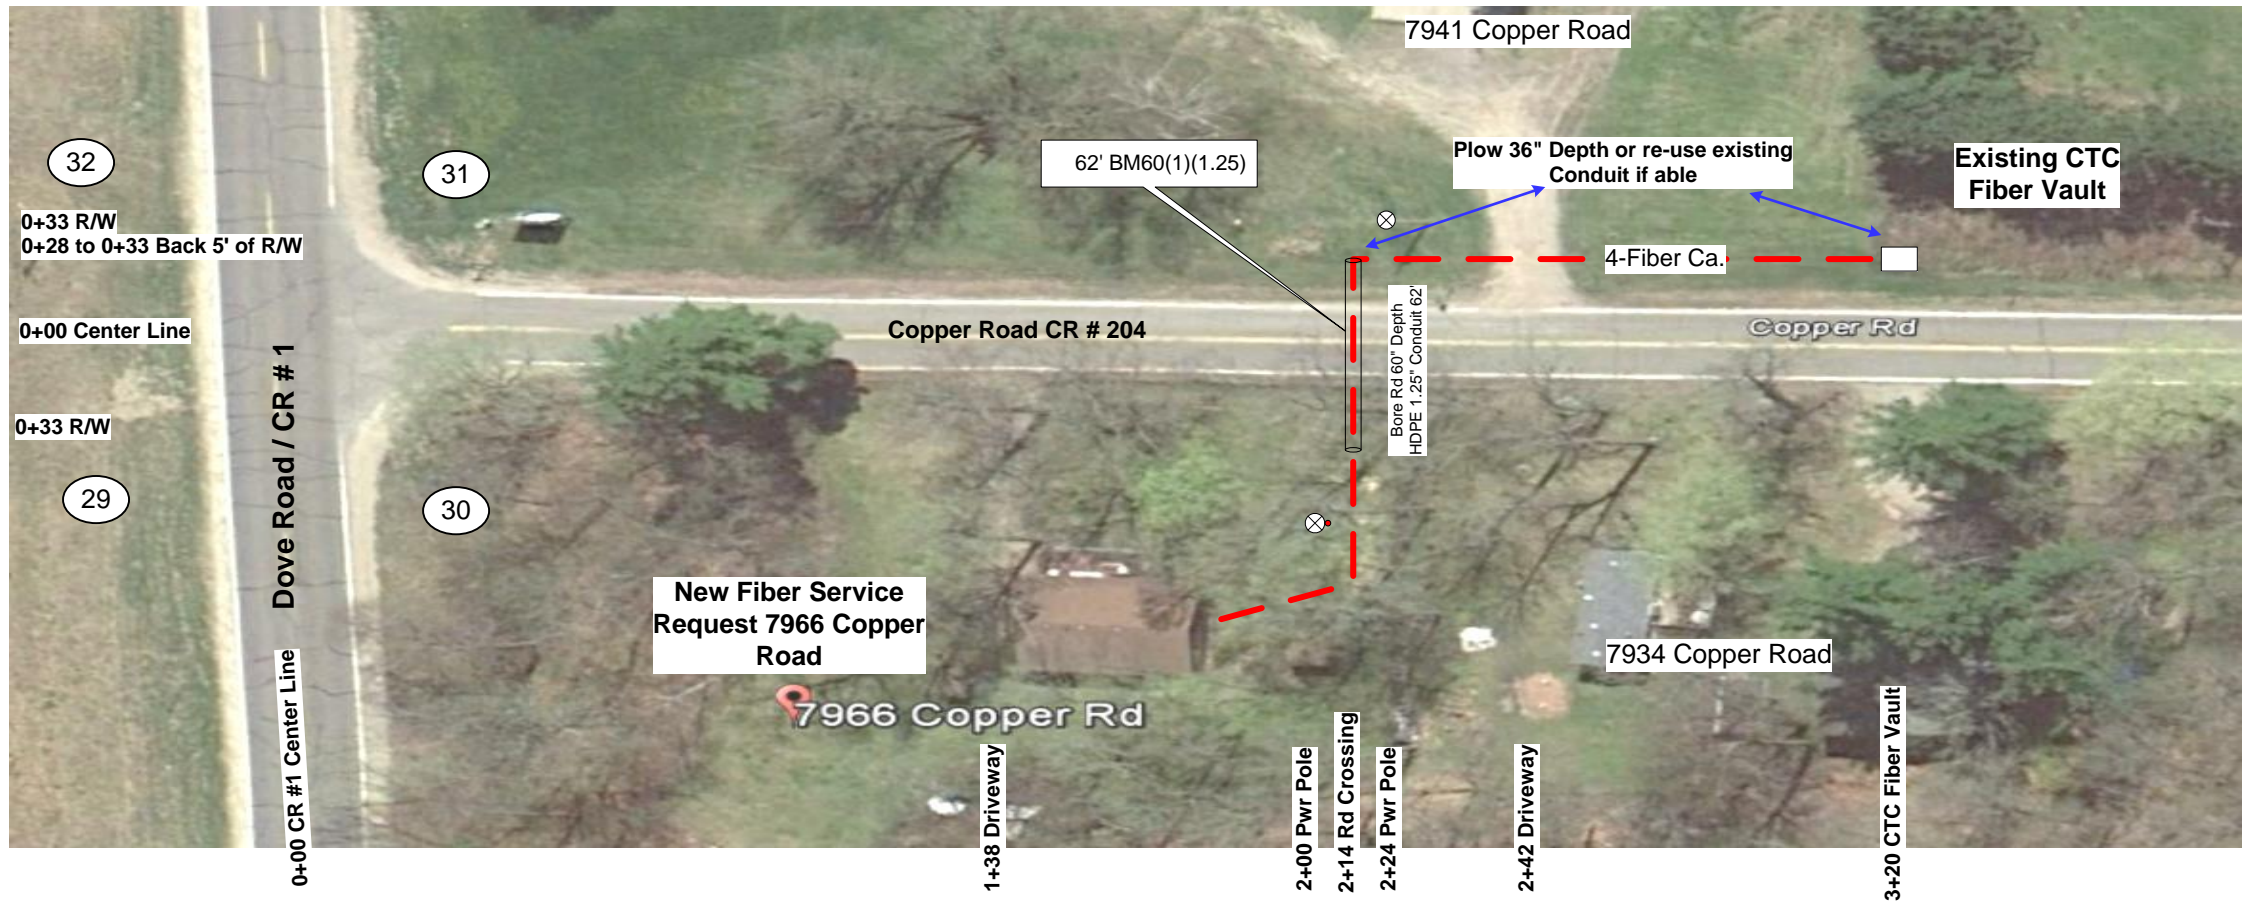 7941 Copper Road
32
31
Plow 36" Depth or re-use existing
Conduit if able
Existing CTC
Fiber Vault
62' BM60(1)(1.25)
0+33 R/W
0+28 to 0+33 Back 5' of R/W
4-Fiber Ca.
0+00 Center Line
Copper Road CR # 204
Copper Rd
Bore Rd 60" Depth
HDPE 1.25" Conduit 62'
Dove Road / CR # 1
0+33 R/W
29
30
New Fiber Service
Request 7966 Copper
Road
7934 Copper Road
7966 Copper Rd
0+00 CR #1 Center Line
1+38 Driveway
2+00 Pwr Pole
2+14 Rd Crossing
2+24 Pwr Pole
2+42 Driveway
3+20 CTC Fiber Vault